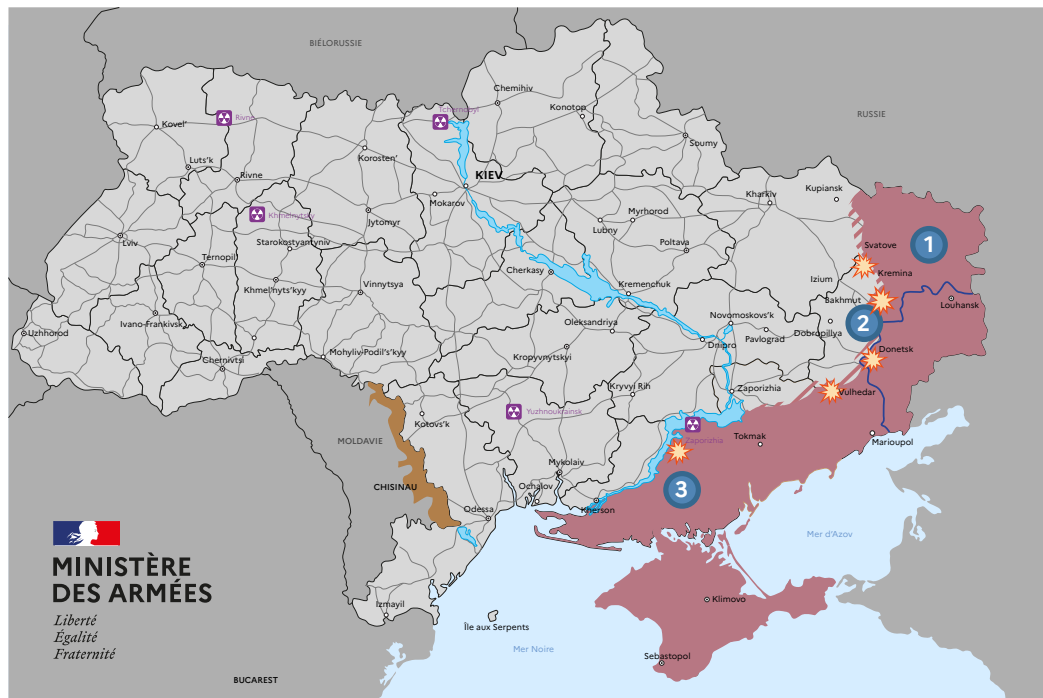 BIÉLORUSSIE
RUSSIE
Tchernobyl
Chernihiv
Konotop
Rivne
Kovel'
Soumy
Korosten'
Luts'k
Rivne
KIEV
Kupiansk
Kharkiv
Mokarov
Khmelnytsky
Jytomyr
Myrhorod
Lubny
Lviv
Starokostyantyniv
Poltava
Svatove
1
Ternopil
Cherkasy
Izium
Kremina
Khmel'nyts'kyy
Vinnytsya
Kremenchuk
Bakhmut
Louhansk
Ivano-Frankivsk
Oleksandriya
Novomoskovs'k
2
Uzhhorod
Dobropillya
Pavlograd
Dnipro
Donetsk
Mohyliv-Podil's'kyy
Kropyvnytskyi
Chernivtsi
Kryvyi Rih
Zaporizhia
Vulhedar
Yuzhnoukrainsk
Kotovs'k
MOLDAVIE
Zaporizhia
Tokmak
Marioupol
Mykolaiv
CHISINAU
Ochalov
3
Odessa
Kherson
Mer d'Azov
MINISTÈRE
DES ARMÉES
Liberté
Égalité
Fraternité
Izmayil
Klimovo
Île aux Serpents
Mer Noire
Sebastopol
BUCAREST